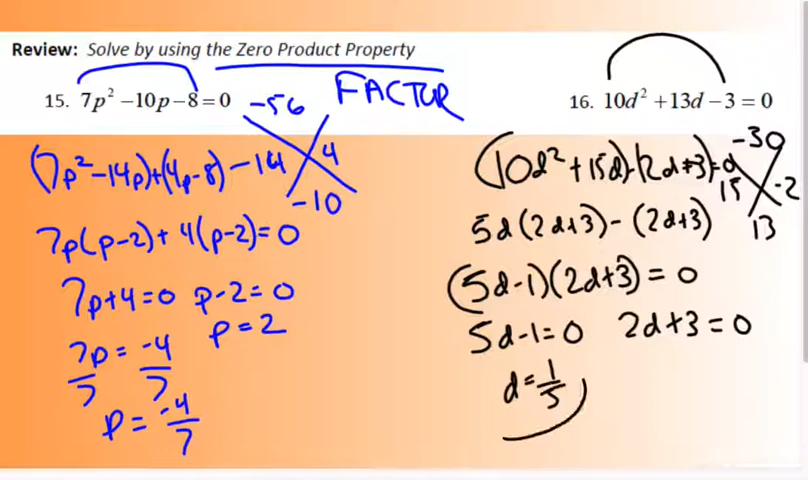 Review: Solve by using the Zero Product Property
15. 7p² −10p−8=0
-56
FACTOR
(7p²-14p)+(4p-8)
-14 4
-10
7p(p-2)+4(p-2)=0
7p+4=0 p-2=0
7p = -4 p=2
7 7
p = -4/7
16. 10d² +13d −3 = 0
-30
(10d²+15d)-(2d+3)=0
15 -2
13
5d(2d+3)-(2d+3)
(5d-1)(2d+3)=0
5d-1=0 2d+3=0
d=1/5